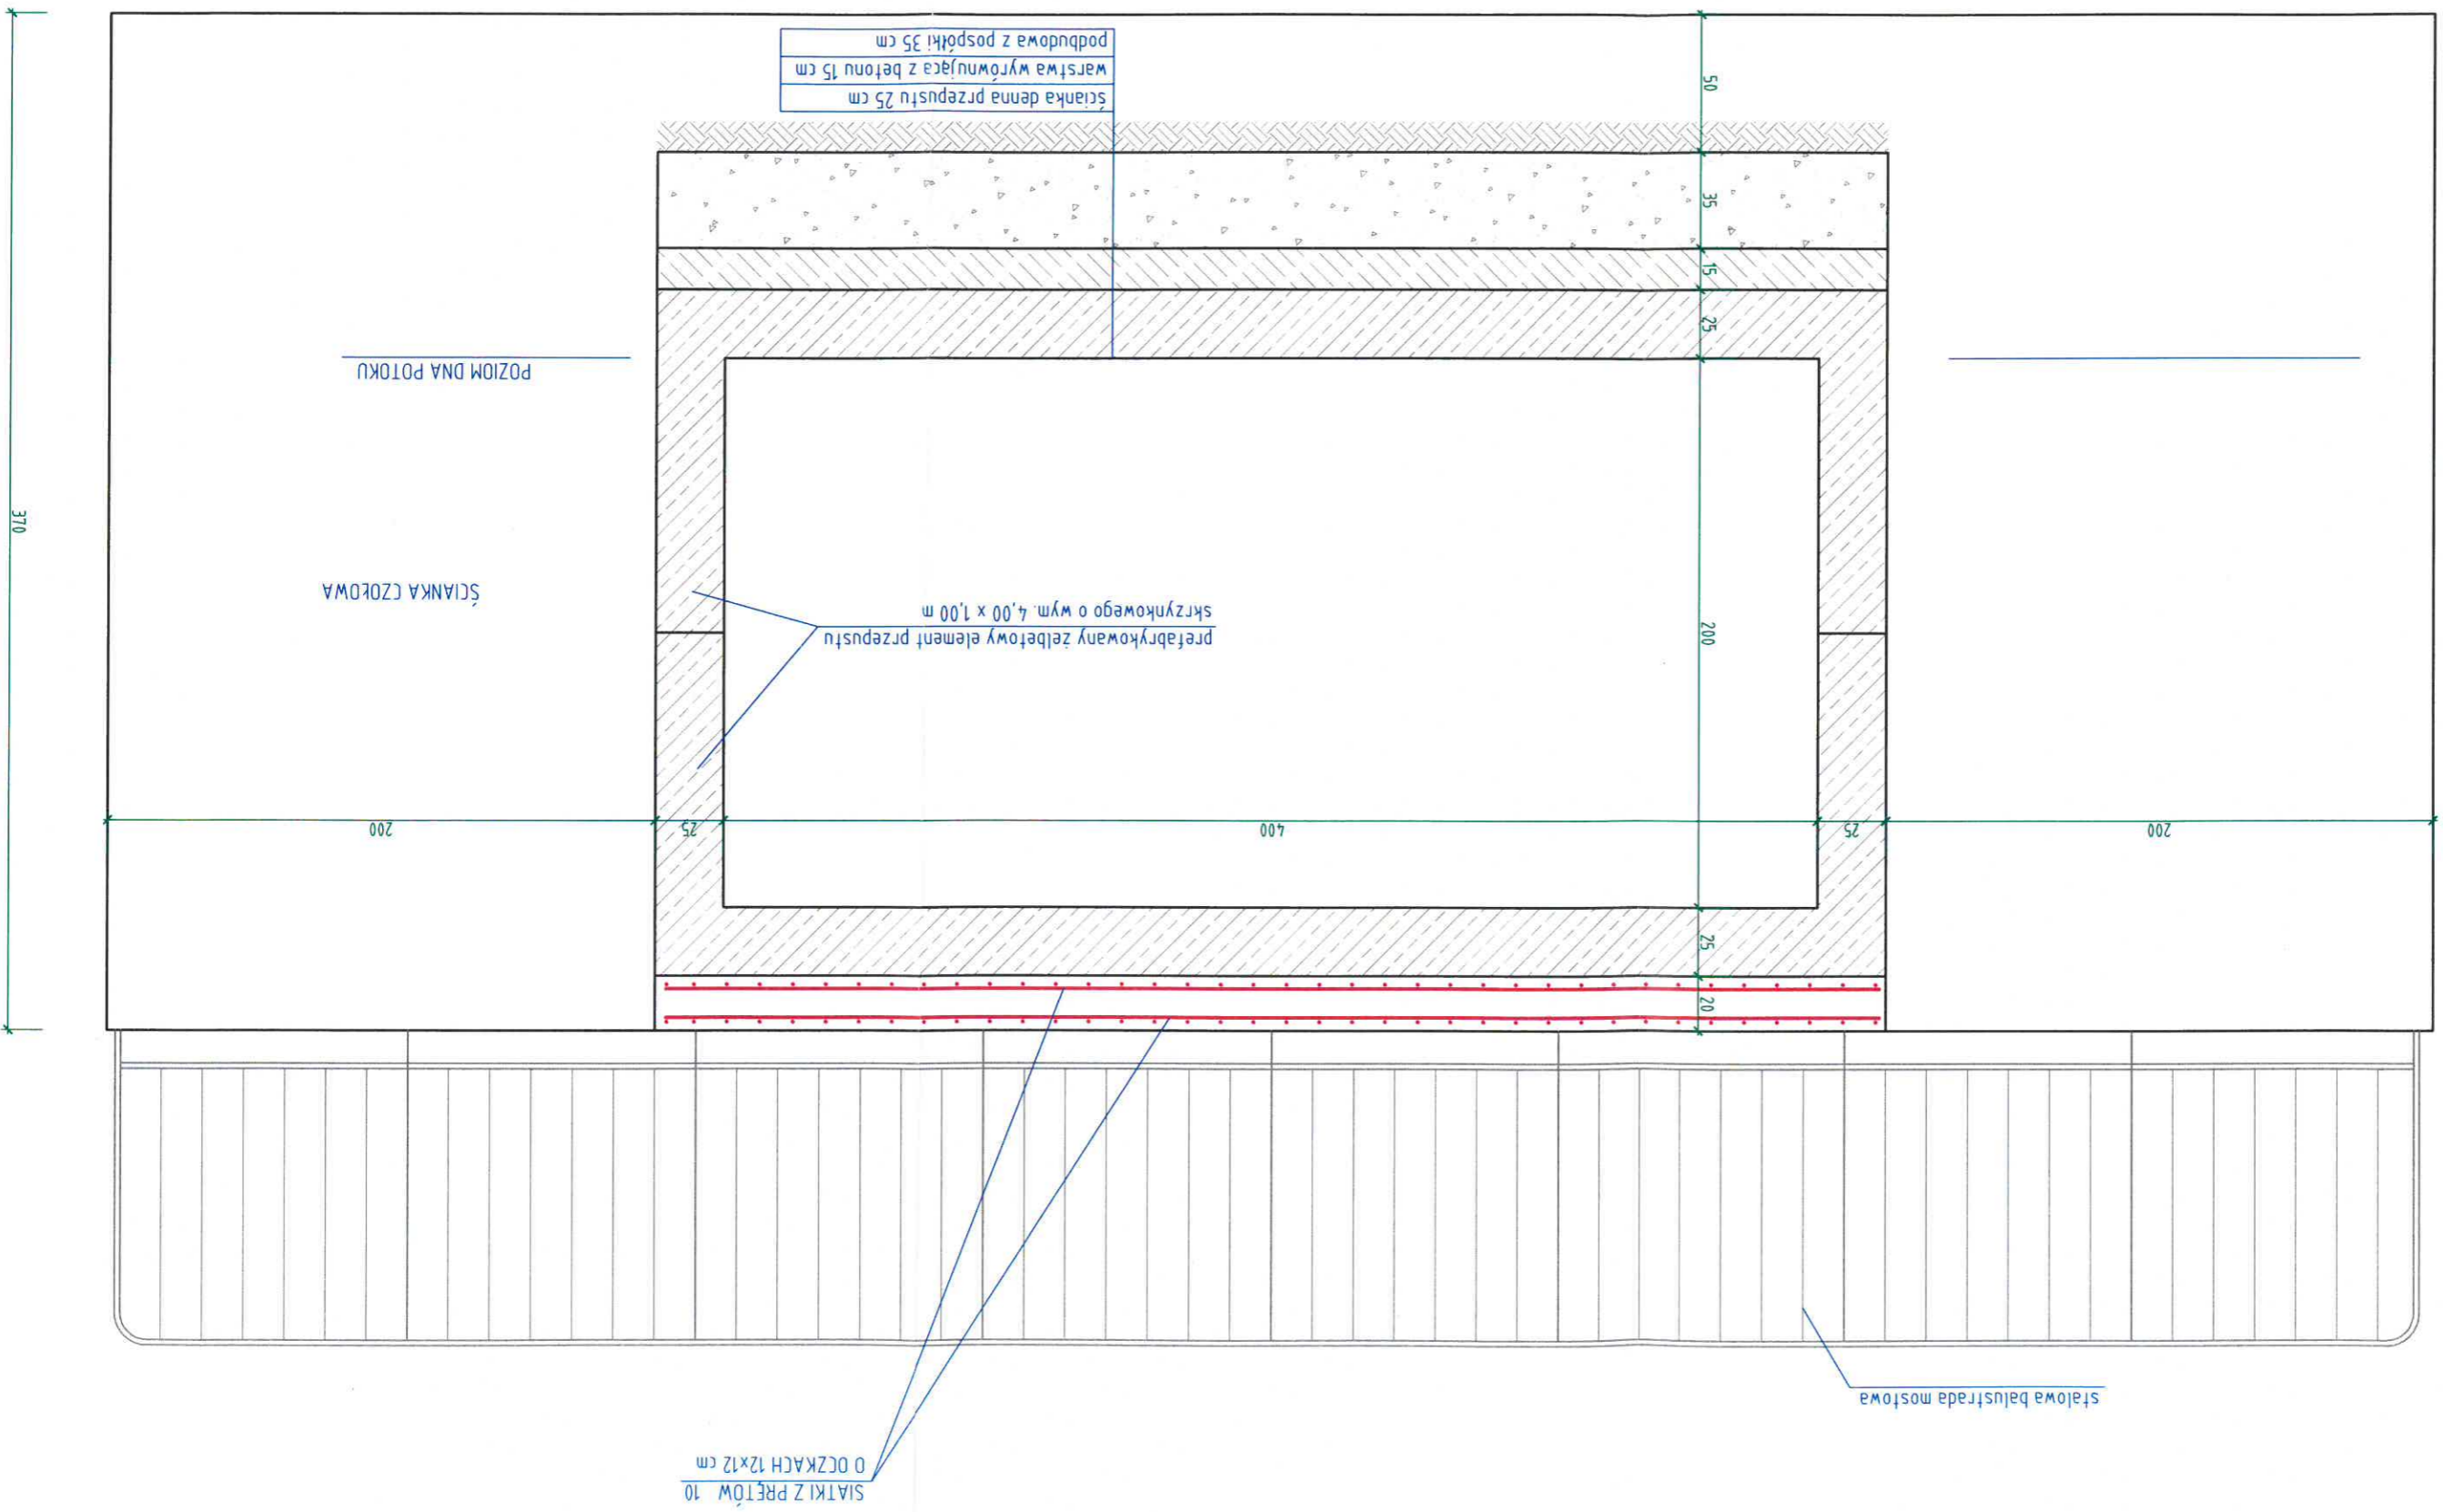 SIATKI Z PRĘTÓW 10
O OCZKACH 12x12 cm
stalowa balustrada mostowa
20
25
200
25
400
25
200
prefabrykowany żelbetowy element przepustu
skrzynkowego o wym. 4,00 x 1,00 m
200
ŚCIANKA CZOŁOWA
370
POZIOM DNA POTOKU
25
15
35
ścianka denna przepustu 25 cm
warstwa wyrównująca z betonu 15 cm
podbudowa z pospółki 35 cm
50